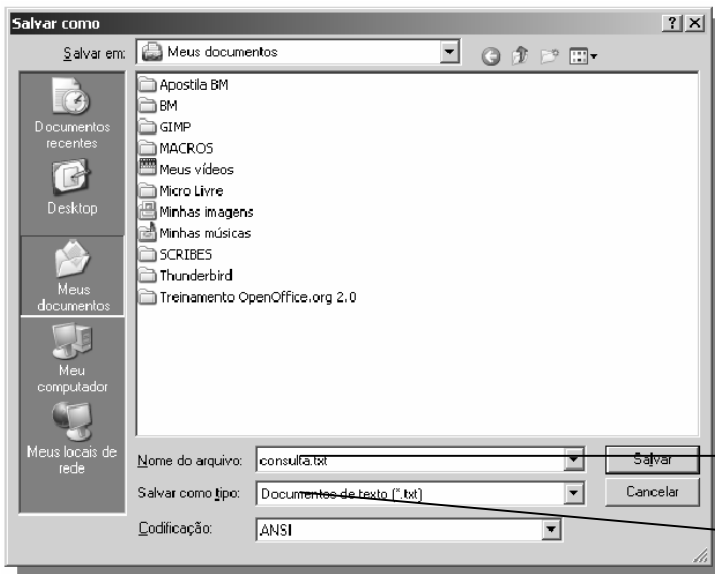 Salvar como
Salvar em:
Meus documentos
Documentos
recentes
Desktop
Meus
documentos
Meu
computador
Meus locais de
rede
Apostila BM
BM
GIMP
MACROS
Meus vídeos
Micro Livre
Minhas imagens
Minhas músicas
SCRIBES
Thunderbird
Treinamento OpenOffice.org 2.0
Nome do arquivo:
consulta.txt
Salvar
Salvar como tipo:
Documentos de texto (*.txt)
Cancelar
Codificação:
ANSI